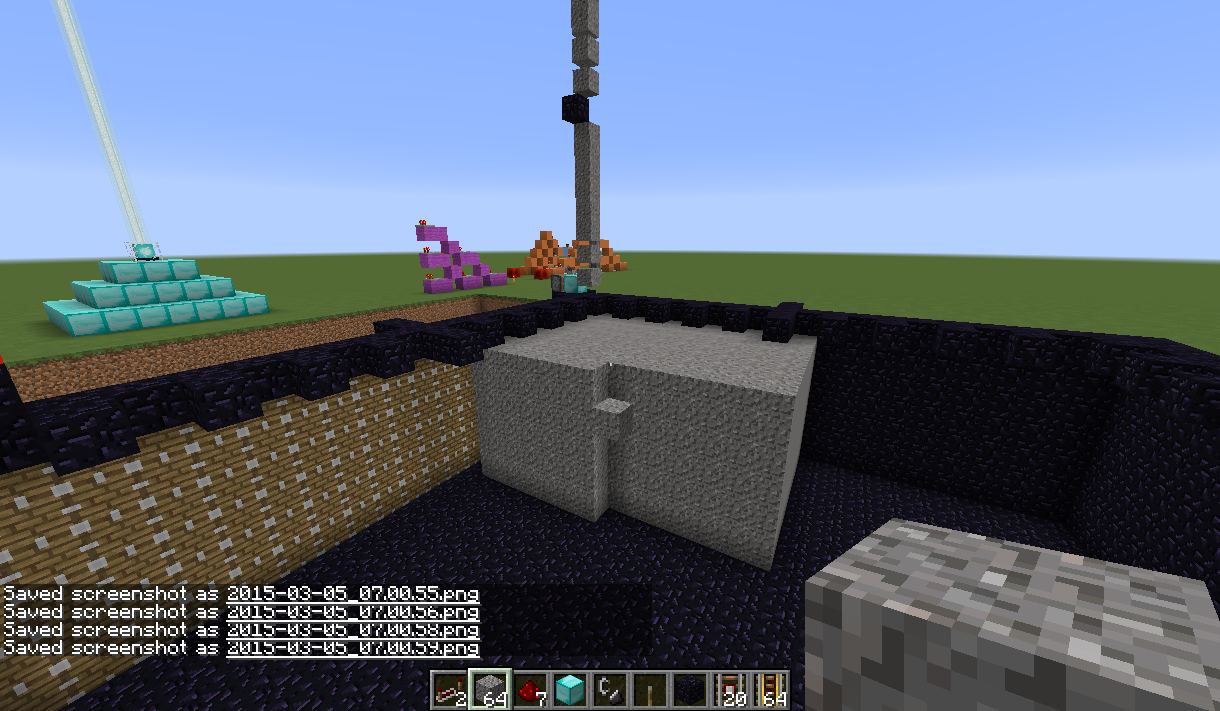 Saved screenshot as 2015-03-05_07.00.55.png
Saved screenshot as 2015-03-05_07.00.56.png
Saved screenshot as 2015-03-05_07.00.58.png
Saved screenshot as 2015-03-05_07.00.59.png
2 64 7 20 64